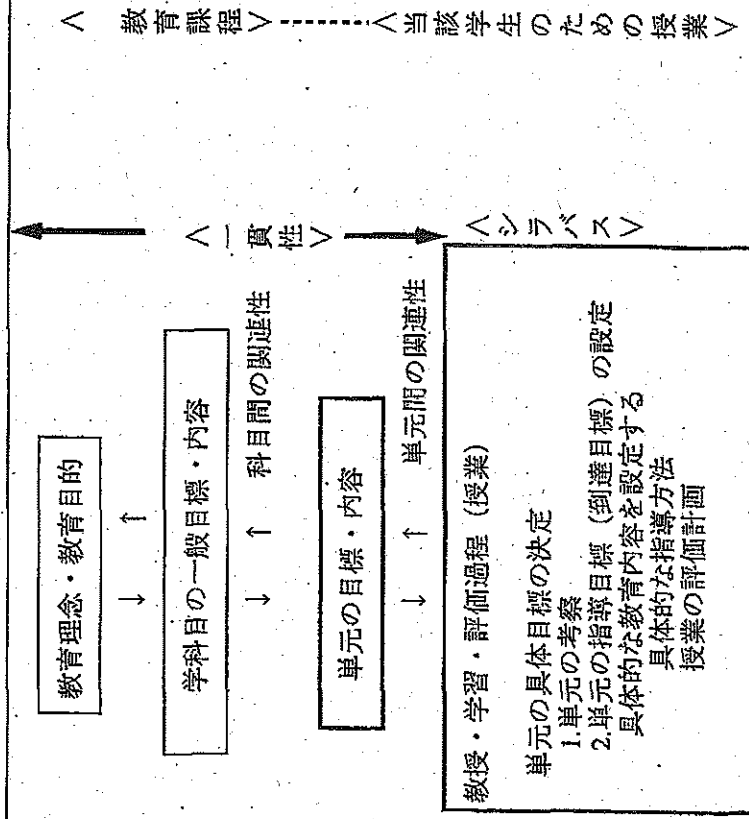 教育理念・教育目的
↓ ↑
学科目の一般目標・内容
↓ ↑ 科目間の関連性
単元の目標・内容
↓ ↑ 単元間の関連性
教授・学習・評価過程(授業)
単元の具体目標の決定
1.単元の考察
2.単元の指導目標(到達目標)の設定
具体的な教育内容を設定する
具体的な指導方法
授業の評価計画
<一貫性>
<シラバス>
<教育課程>
<当該学生のための授業>